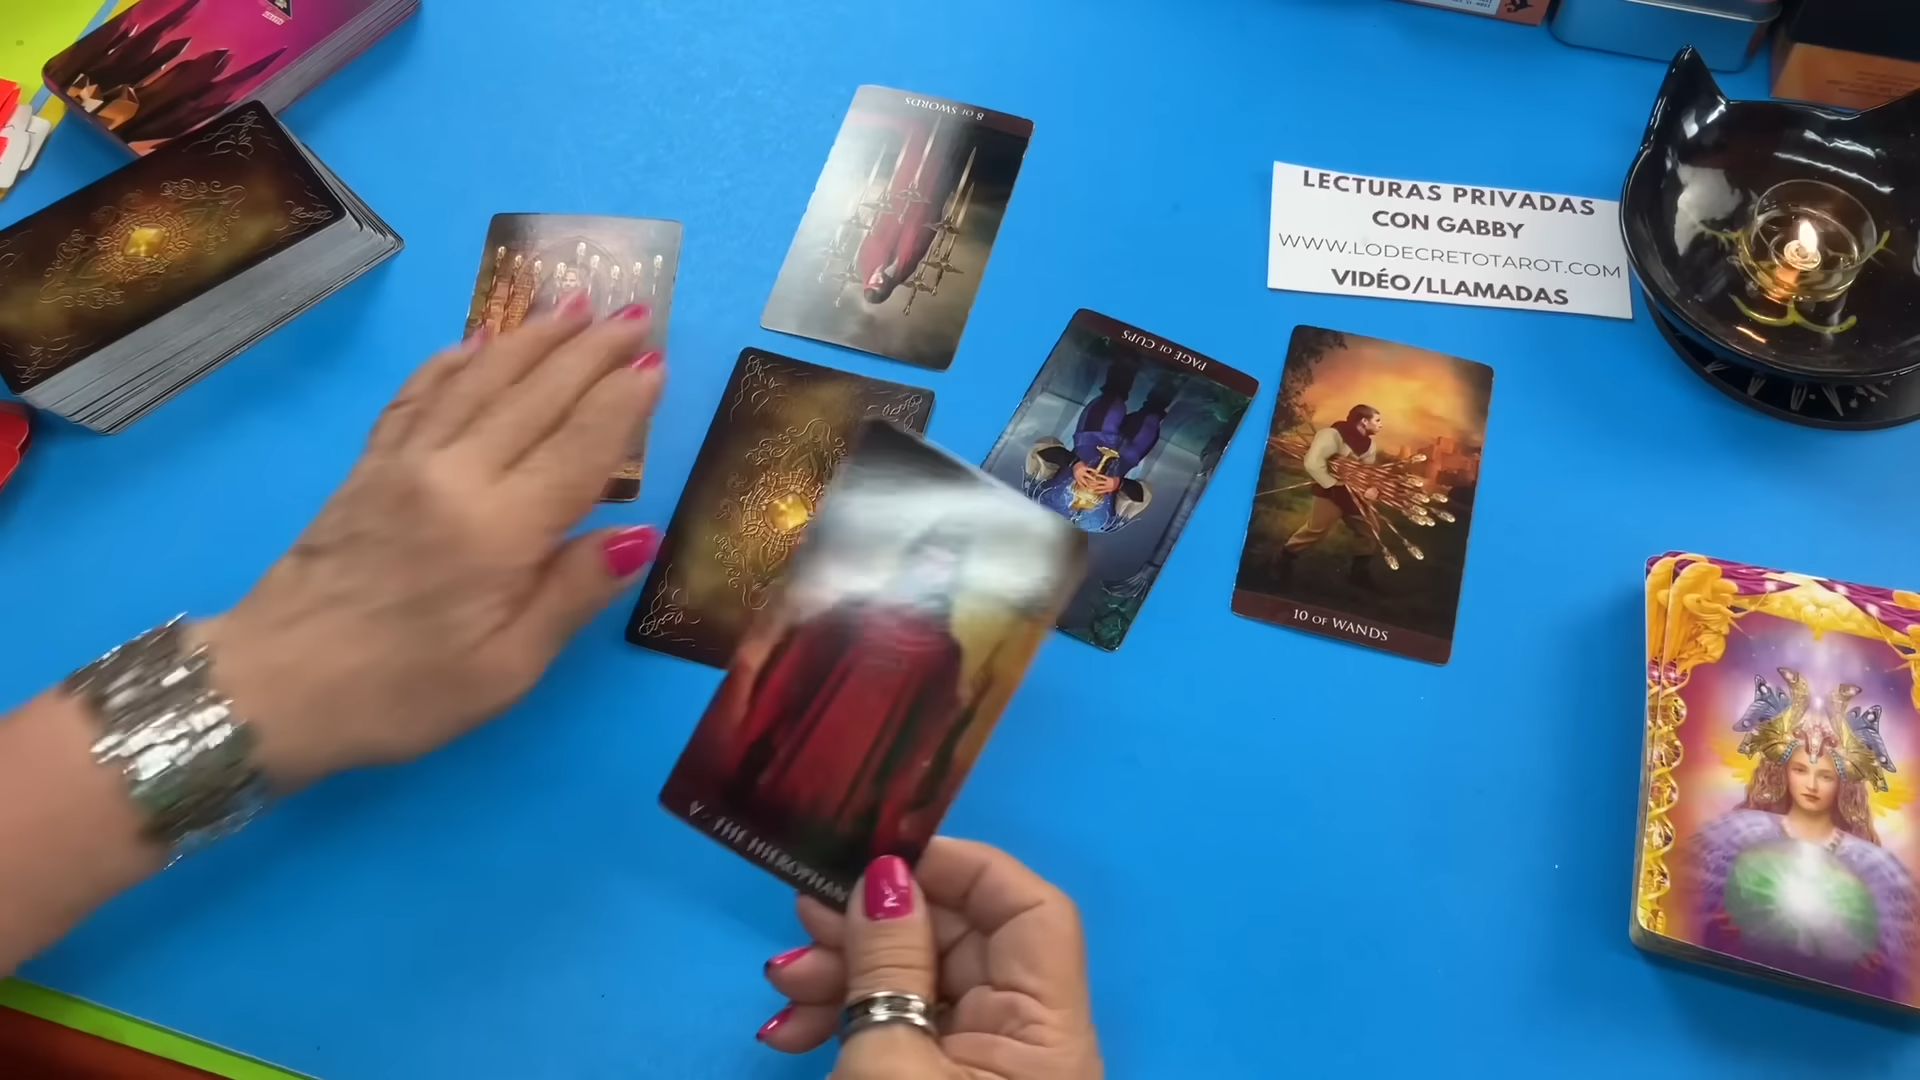 8 OF SWORDS
LECTURAS PRIVADAS
CON GABBY
WWW.LODECRETOTAROT.COM
VIDÉO/LLAMADAS
PAGE OF CUPS
10 OF WANDS
V - THE HIEROPHAN